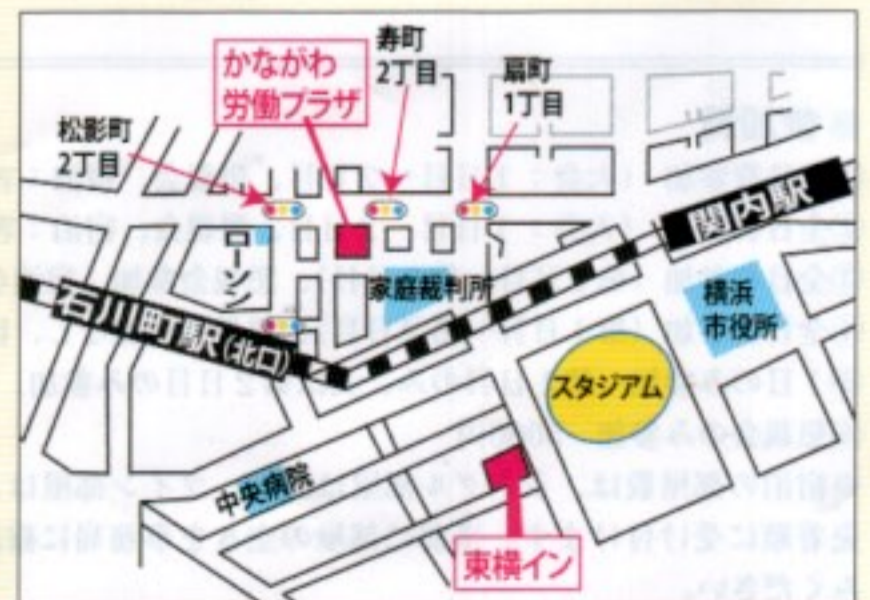 かながわ
労働プラザ
寿町
2丁目
扇町
1丁目
松影町
2丁目
ローソン
家庭裁判所
関内駅
石川町駅(北口)
横浜
市役所
スタジアム
中央病院
東横イン